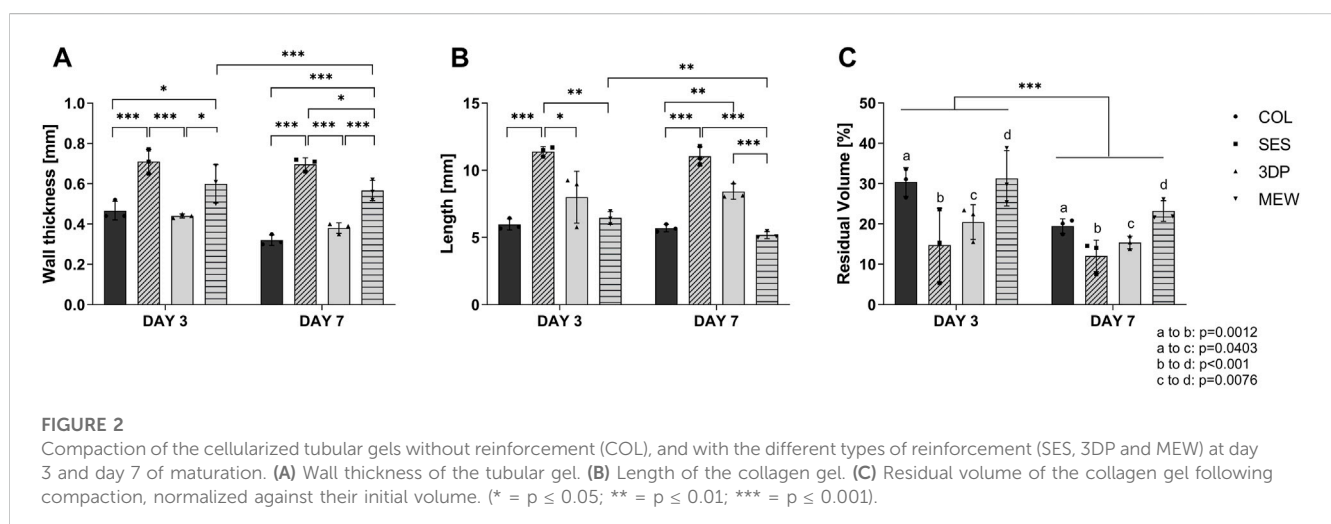 A
B
C
***
***
**
***
*
*
**
**
***
***
*
***
***
*
***
***
***
***
**
*
***
***
***
1.0
0.8
0.6
0.4
0.2
0.0
Wall thickness [mm]
DAY 3
DAY 7
15
10
5
0
Length [mm]
DAY 3
DAY 7
50
40
30
20
10
0
Residual Volume [%]
a
b
c
d
a
b
c
d
DAY 3
DAY 7
COL
SES
3DP
MEW
a to b: p=0.0012
a to c: p=0.0403
b to d: p<0.001
c to d: p=0.0076
FIGURE 2
Compaction of the cellularized tubular gels without reinforcement (COL), and with the different types of reinforcement (SES, 3DP and MEW) at day
3 and day 7 of maturation. (A) Wall thickness of the tubular gel. (B) Length of the collagen gel. (C) Residual volume of the collagen gel following
compaction, normalized against their initial volume. (* = p ≤ 0.05; ** = p ≤ 0.01; *** = p ≤ 0.001).